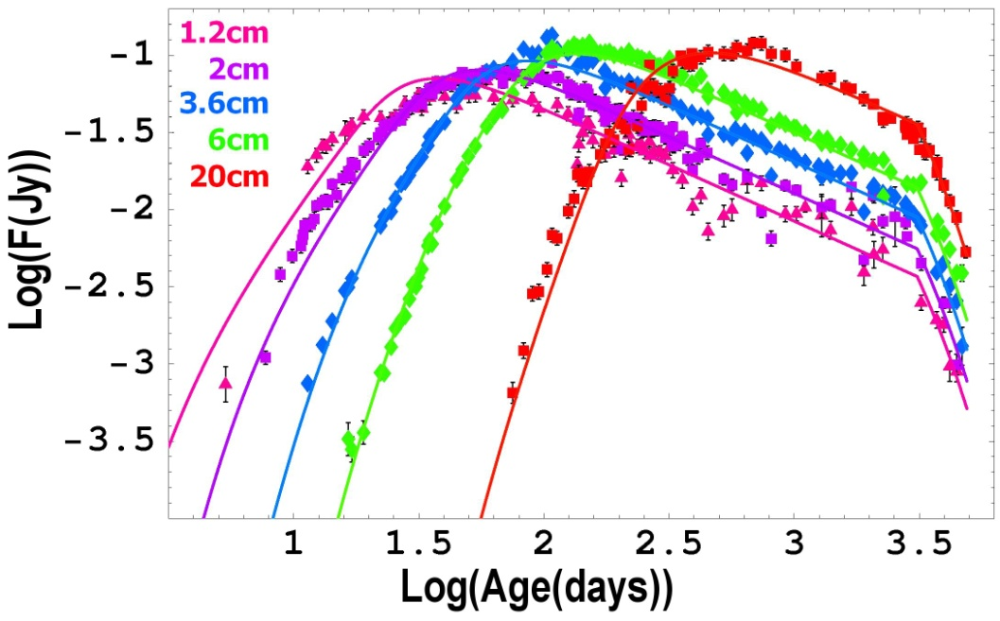 1.2cm
2cm
3.6cm
6cm
20cm
Log(F(Jy))
-1
-1.5
-2
-2.5
-3
-3.5
1 1.5 2 2.5 3 3.5
Log(Age(days))